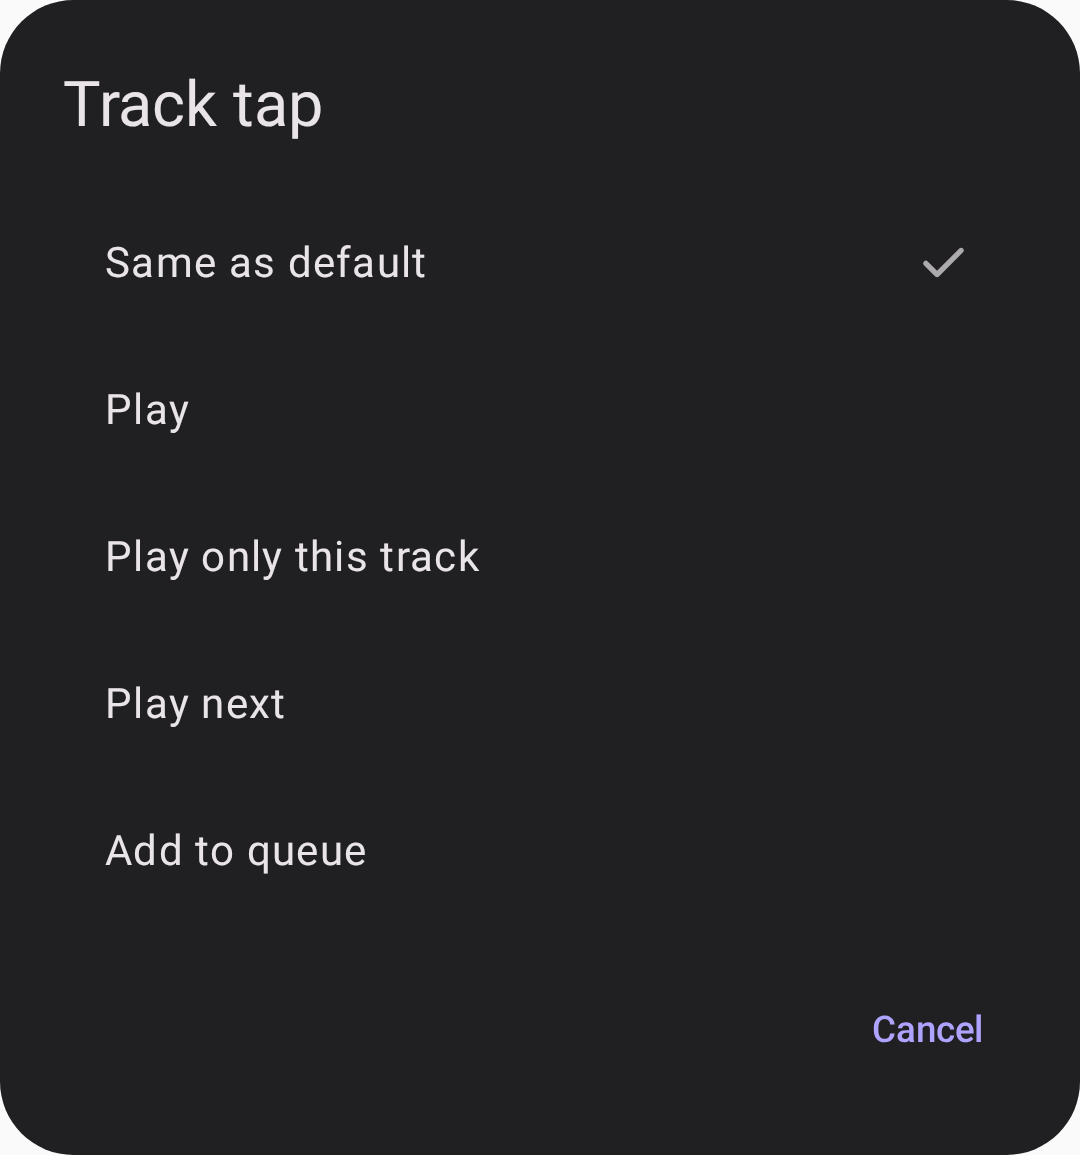 Track tap
Same as default
Play
Play only this track
Play next
Add to queue
Cancel